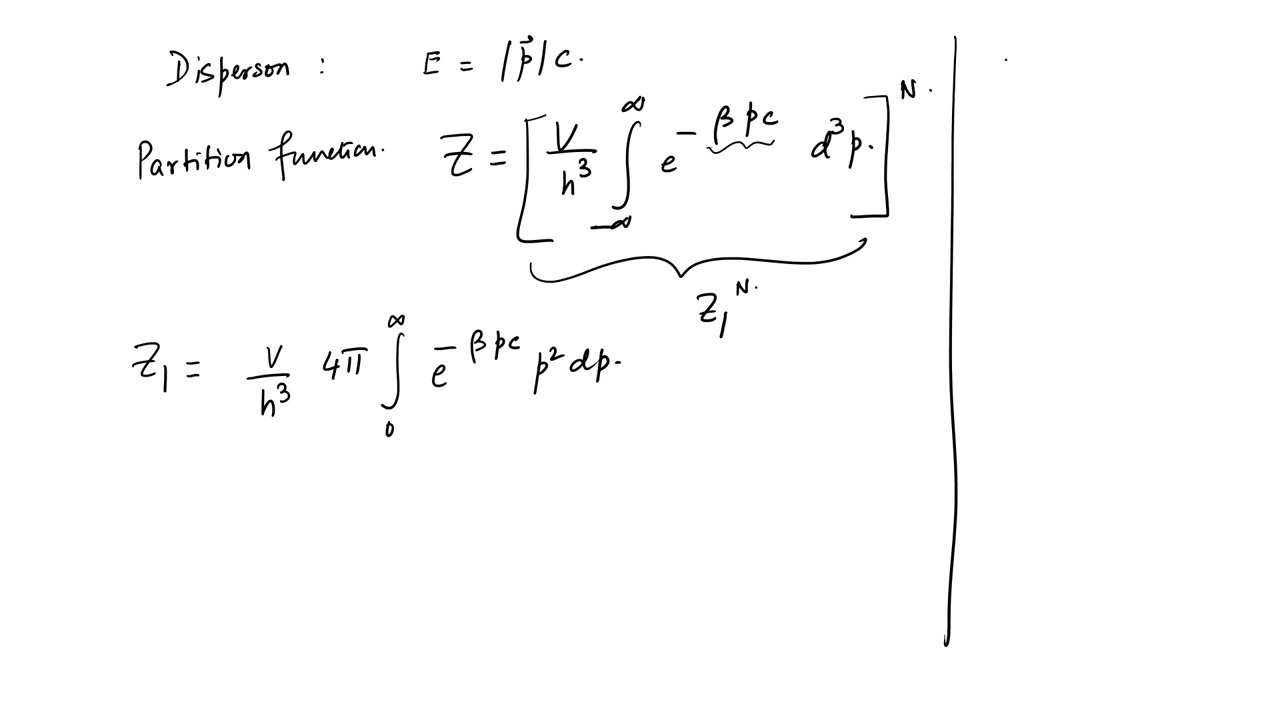 Disperson : E = |p⃗|c.
Partition function. Z = [ V/h³ ∫_{-∞}^{∞} e^{-βpc} d³p. ]^N.
Z₁^N.
Z₁ = V/h³ 4π ∫_0^∞ e^{-βpc} p² dp.